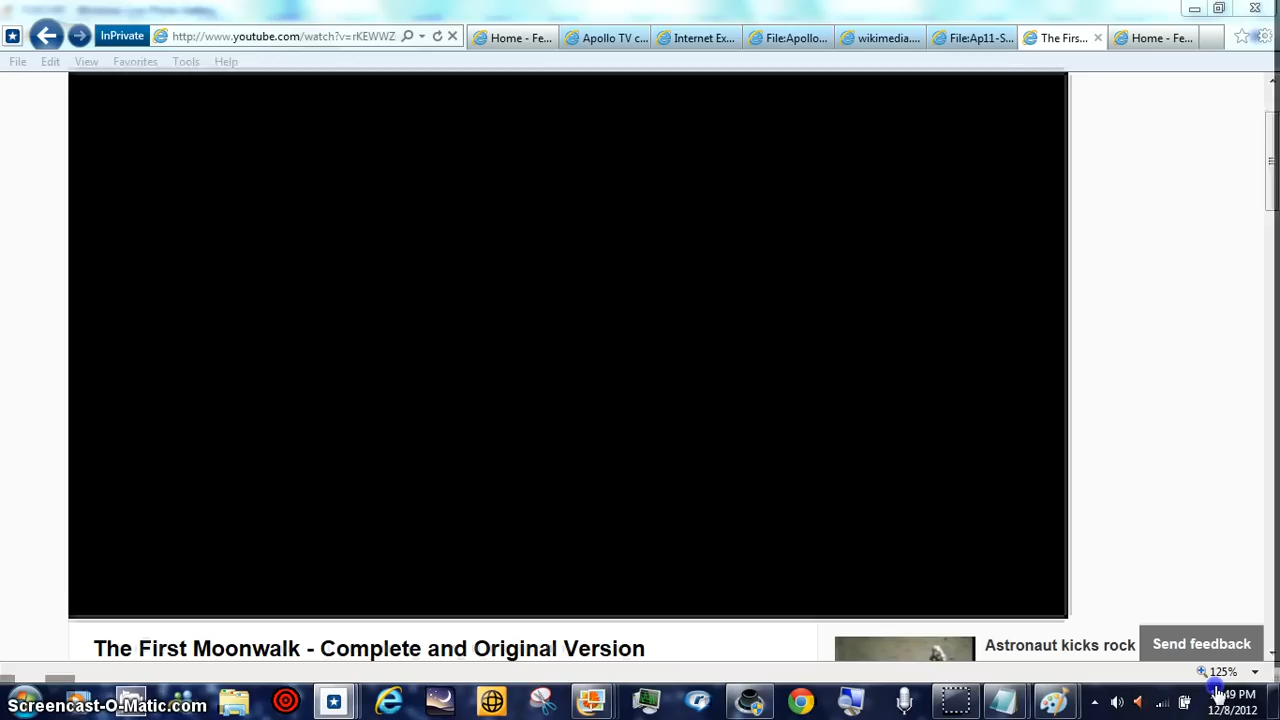 InPrivate
http://www.youtube.com/watch?v=rKEWWZ
Home - Fe...
Apollo TV c...
Internet Ex...
File:Apollo...
wikimedia....
File:Ap11-S...
The Firs...
Home - Fe...
File Edit View Favorites Tools Help
The First Moonwalk - Complete and Original Version
Astronaut kicks rock
Send feedback
125%
Screencast-O-Matic.com
:49 PM
12/8/2012